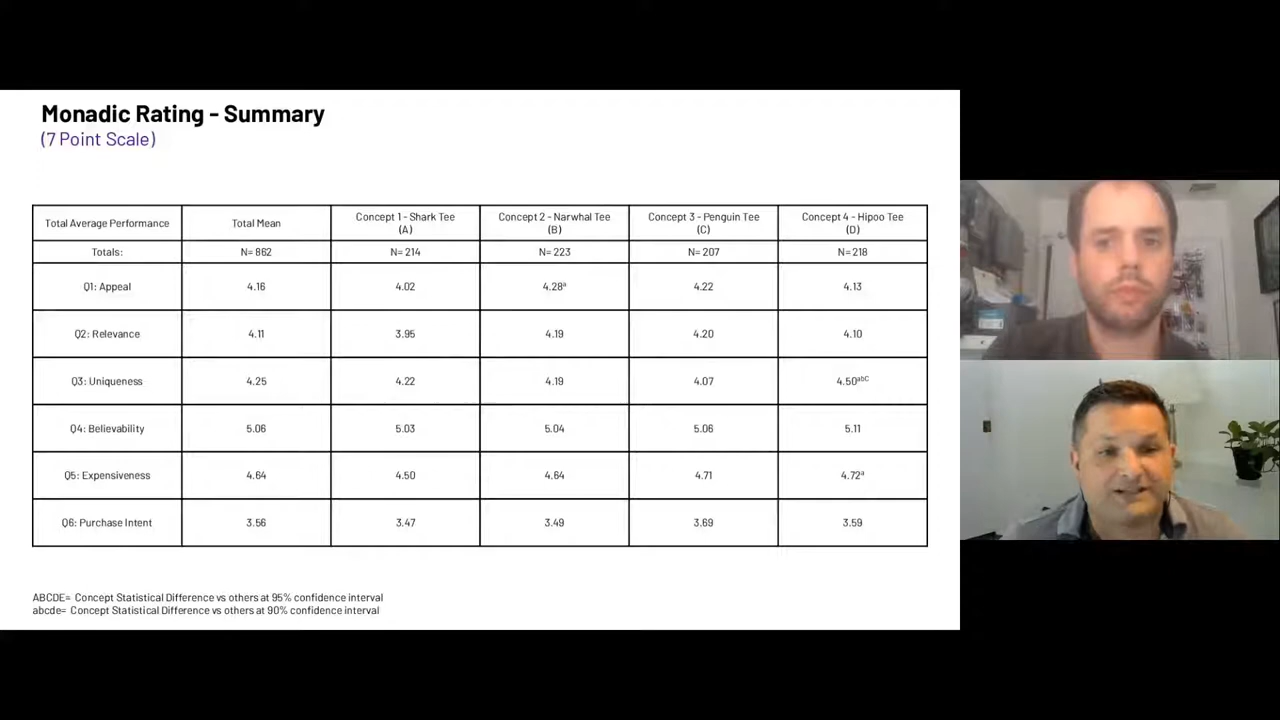 Monadic Rating - Summary
(7 Point Scale)
Total Average Performance Total Mean Concept 1 - Shark Tee (A) Concept 2 - Narwhal Tee (B) Concept 3 - Penguin Tee (C) Concept 4 - Hipoo Tee (D)
Totals: N= 862 N= 214 N= 223 N= 207 N= 218
Q1: Appeal 4.16 4.02 4.28ᵃ 4.22 4.13
Q2: Relevance 4.11 3.95 4.19 4.20 4.10
Q3: Uniqueness 4.25 4.22 4.19 4.07 4.50ᵃᵇC
Q4: Believability 5.06 5.03 5.04 5.06 5.11
Q5: Expensiveness 4.64 4.50 4.64 4.71 4.72ᵃ
Q6: Purchase Intent 3.56 3.47 3.49 3.69 3.59
ABCDE= Concept Statistical Difference vs others at 95% confidence interval
abcde= Concept Statistical Difference vs others at 90% confidence interval